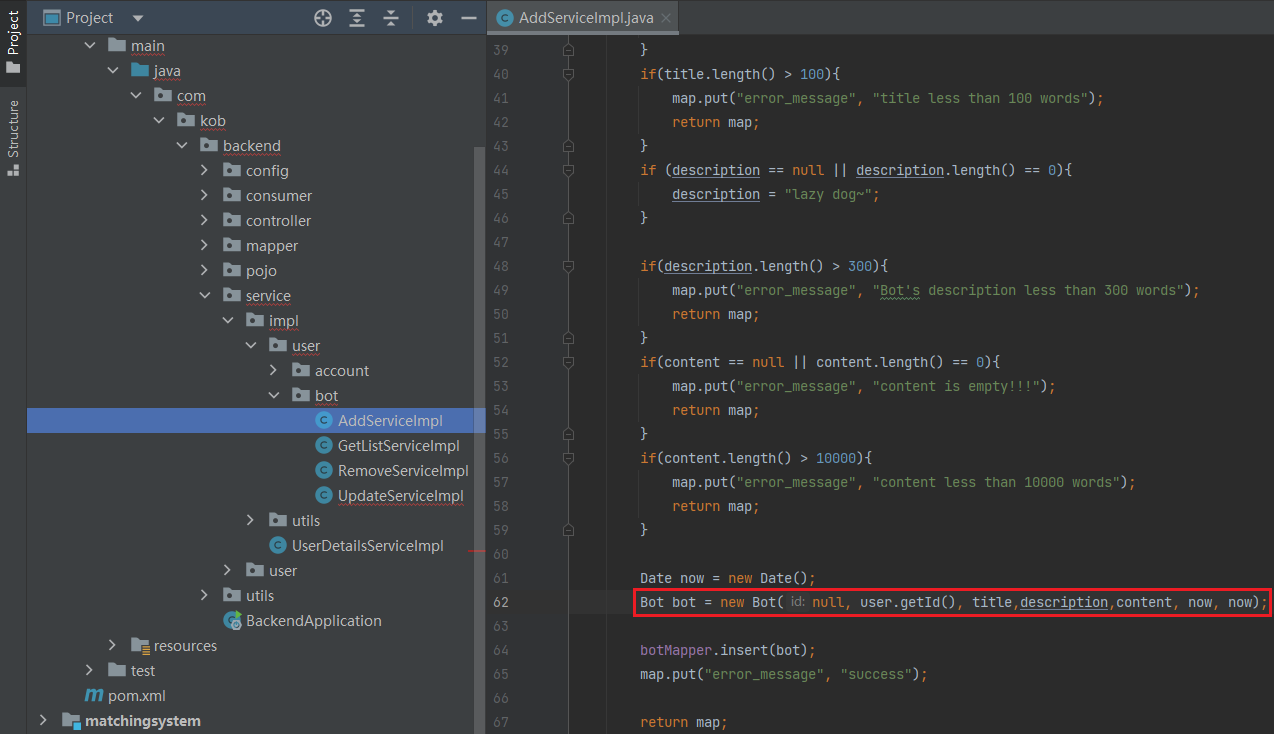 Project
Structure
Project
main
java
com
kob
backend
config
consumer
controller
mapper
pojo
service
impl
user
account
bot
AddServiceImpl
GetListServiceImpl
RemoveServiceImpl
UpdateServiceImpl
utils
UserDetailsServiceImpl
user
utils
BackendApplication
resources
test
pom.xml
matchingsystem
AddServiceImpl.java
39 }
40 if(title.length() > 100){
41 map.put("error_message", "title less than 100 words");
42 return map;
43 }
44 if (description == null || description.length() == 0){
45 description = "lazy dog~";
46 }
47
48 if(description.length() > 300){
49 map.put("error_message", "Bot's description less than 300 words");
50 return map;
51 }
52 if(content == null || content.length() == 0){
53 map.put("error_message", "content is empty!!!");
54 return map;
55 }
56 if(content.length() > 10000){
57 map.put("error_message", "content less than 10000 words");
58 return map;
59 }
60
61 Date now = new Date();
62 Bot bot = new Bot( id: null, user.getId(), title,description,content, now, now);
63
64 botMapper.insert(bot);
65 map.put("error_message", "success");
66
67 return map;